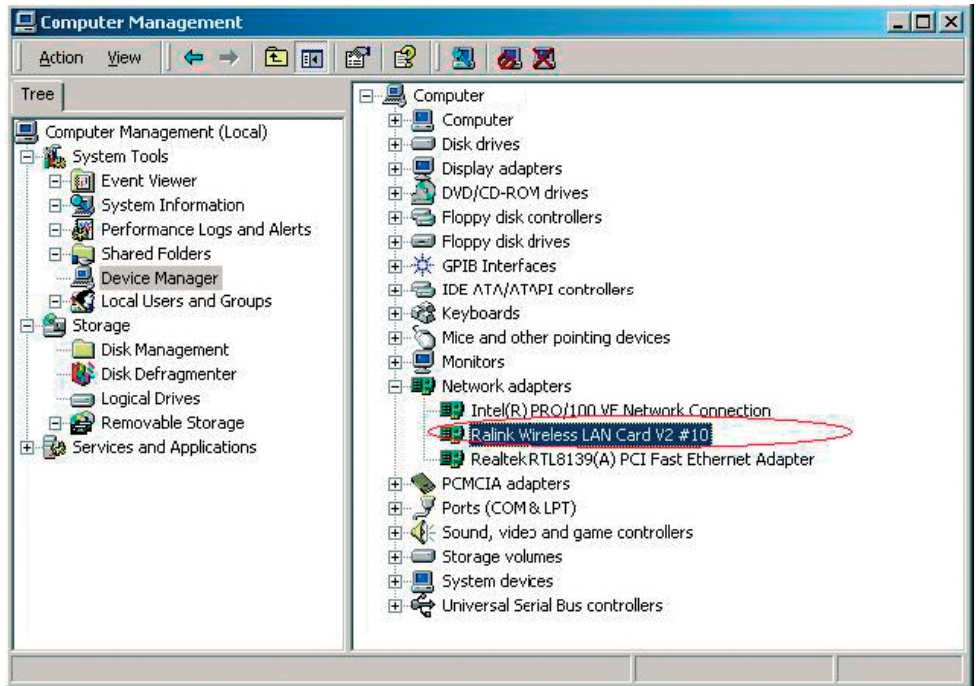 Computer Management
Action View
Tree
Computer Management (Local)
System Tools
Event Viewer
System Information
Performance Logs and Alerts
Shared Folders
Device Manager
Local Users and Groups
Storage
Disk Management
Disk Defragmenter
Logical Drives
Removable Storage
Services and Applications
Computer
Computer
Disk drives
Display adapters
DVD/CD-ROM drives
Floppy disk controllers
Floppy disk drives
GPIB Interfaces
IDE ATA/ATAPI controllers
Keyboards
Mice and other pointing devices
Monitors
Network adapters
Intel(R) PRO/100 VE Network Connection
Ralink Wireless LAN Card V2 #10
Realtek RTL8139(A) PCI Fast Ethernet Adapter
PCMCIA adapters
Ports (COM & LPT)
Sound, video and game controllers
Storage volumes
System devices
Universal Serial Bus controllers